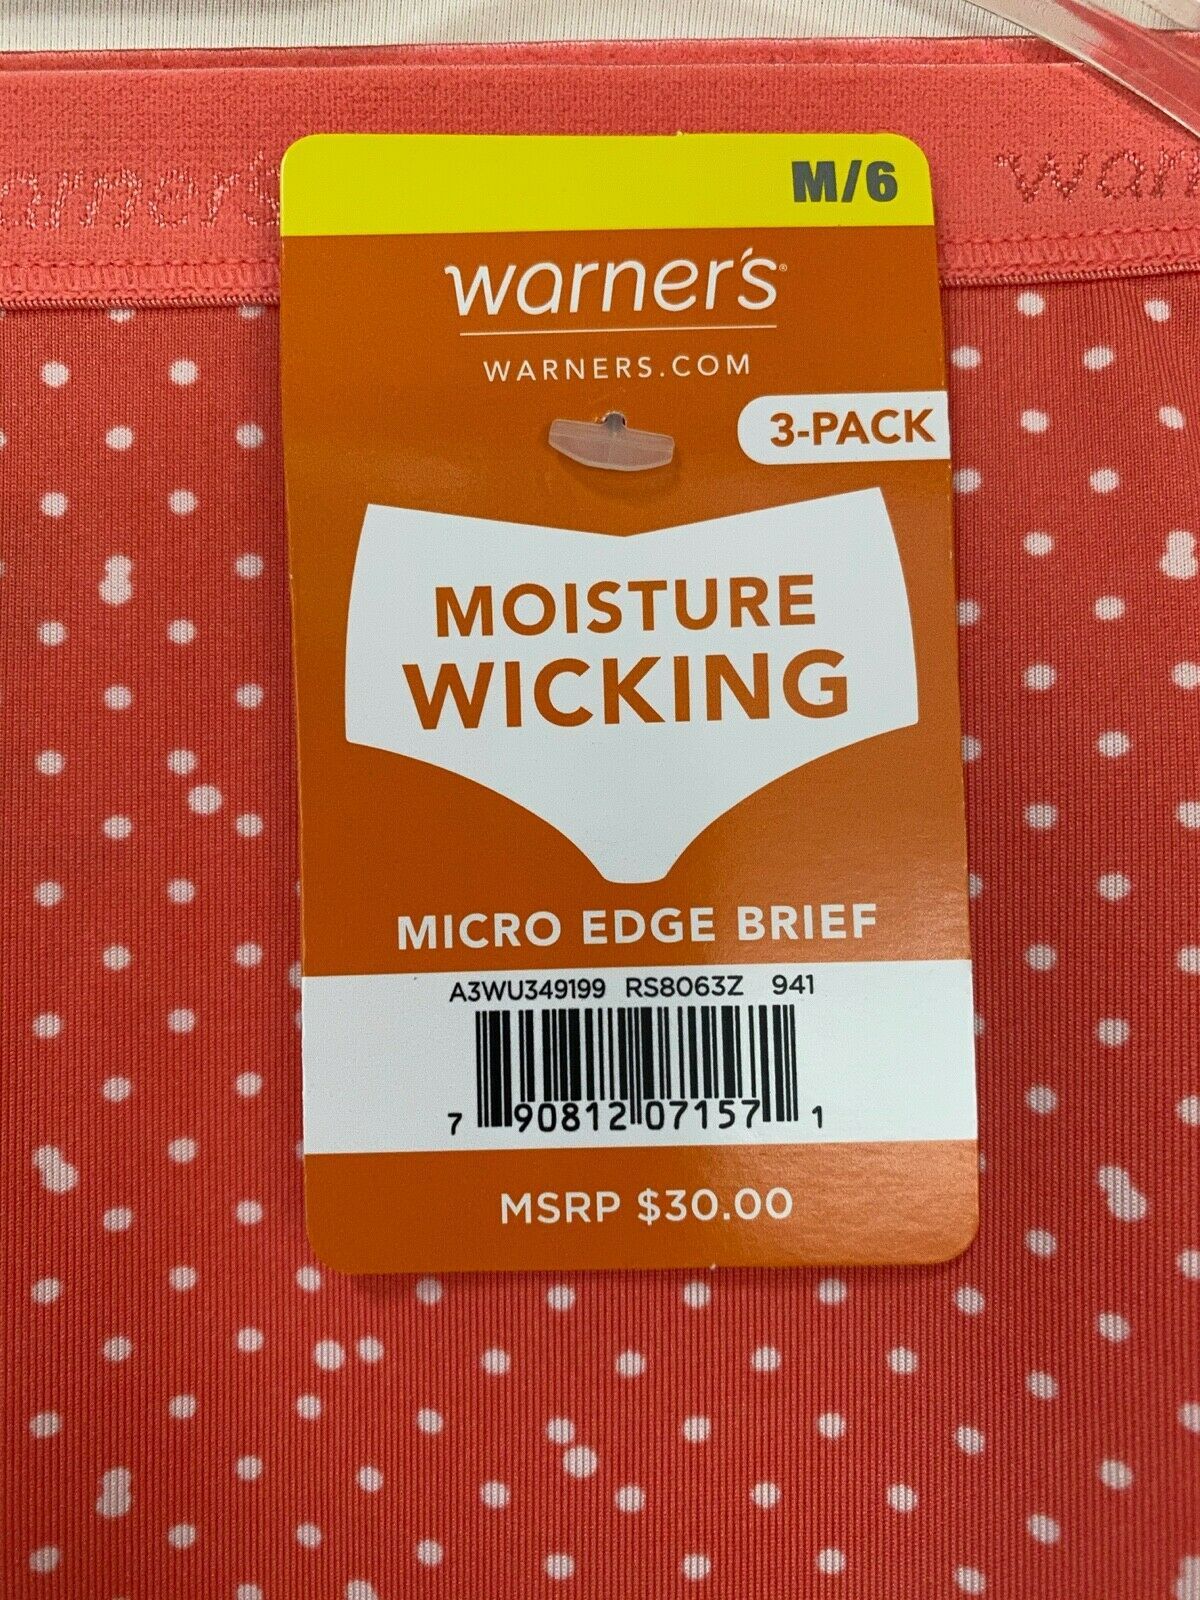 warner's
M/6
warner's®
WARNERS.COM
3-PACK
MOISTURE
WICKING
MICRO EDGE BRIEF
A3WU349199 RS8063Z 941
7 90812 07157 1
MSRP $30.00